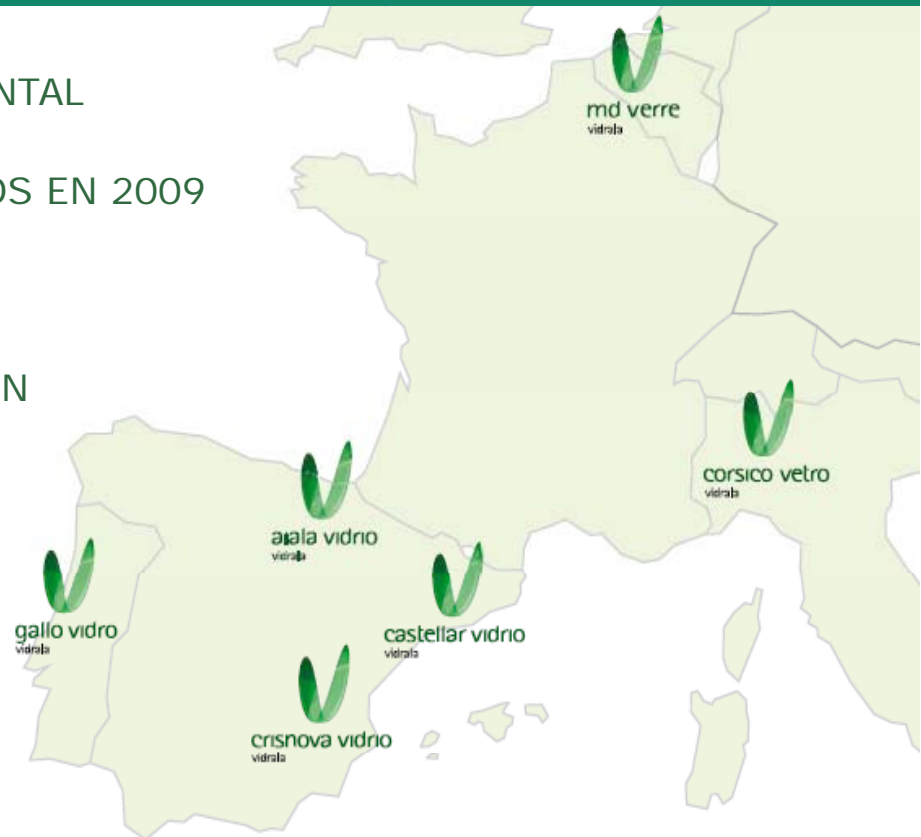 NTAL
OS EN 2009
N
md verre
vidrala
corsico vetro
vidrala
aiala vidrio
vidrala
gallo vidro
vidrala
castellar vidrio
vidrala
crisnova vidrio
vidrala